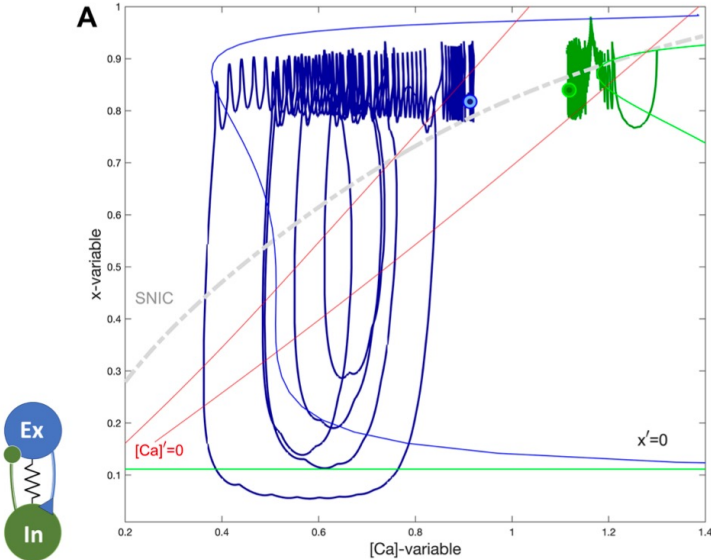 A
1
0.9
0.8
0.7
0.6
0.5
0.4
0.3
0.2
0.1
x-variable
SNIC
[Ca]′=0
x′=0
0.2 0.4 0.6 0.8 1 1.2 1.4
[Ca]-variable
Ex
In